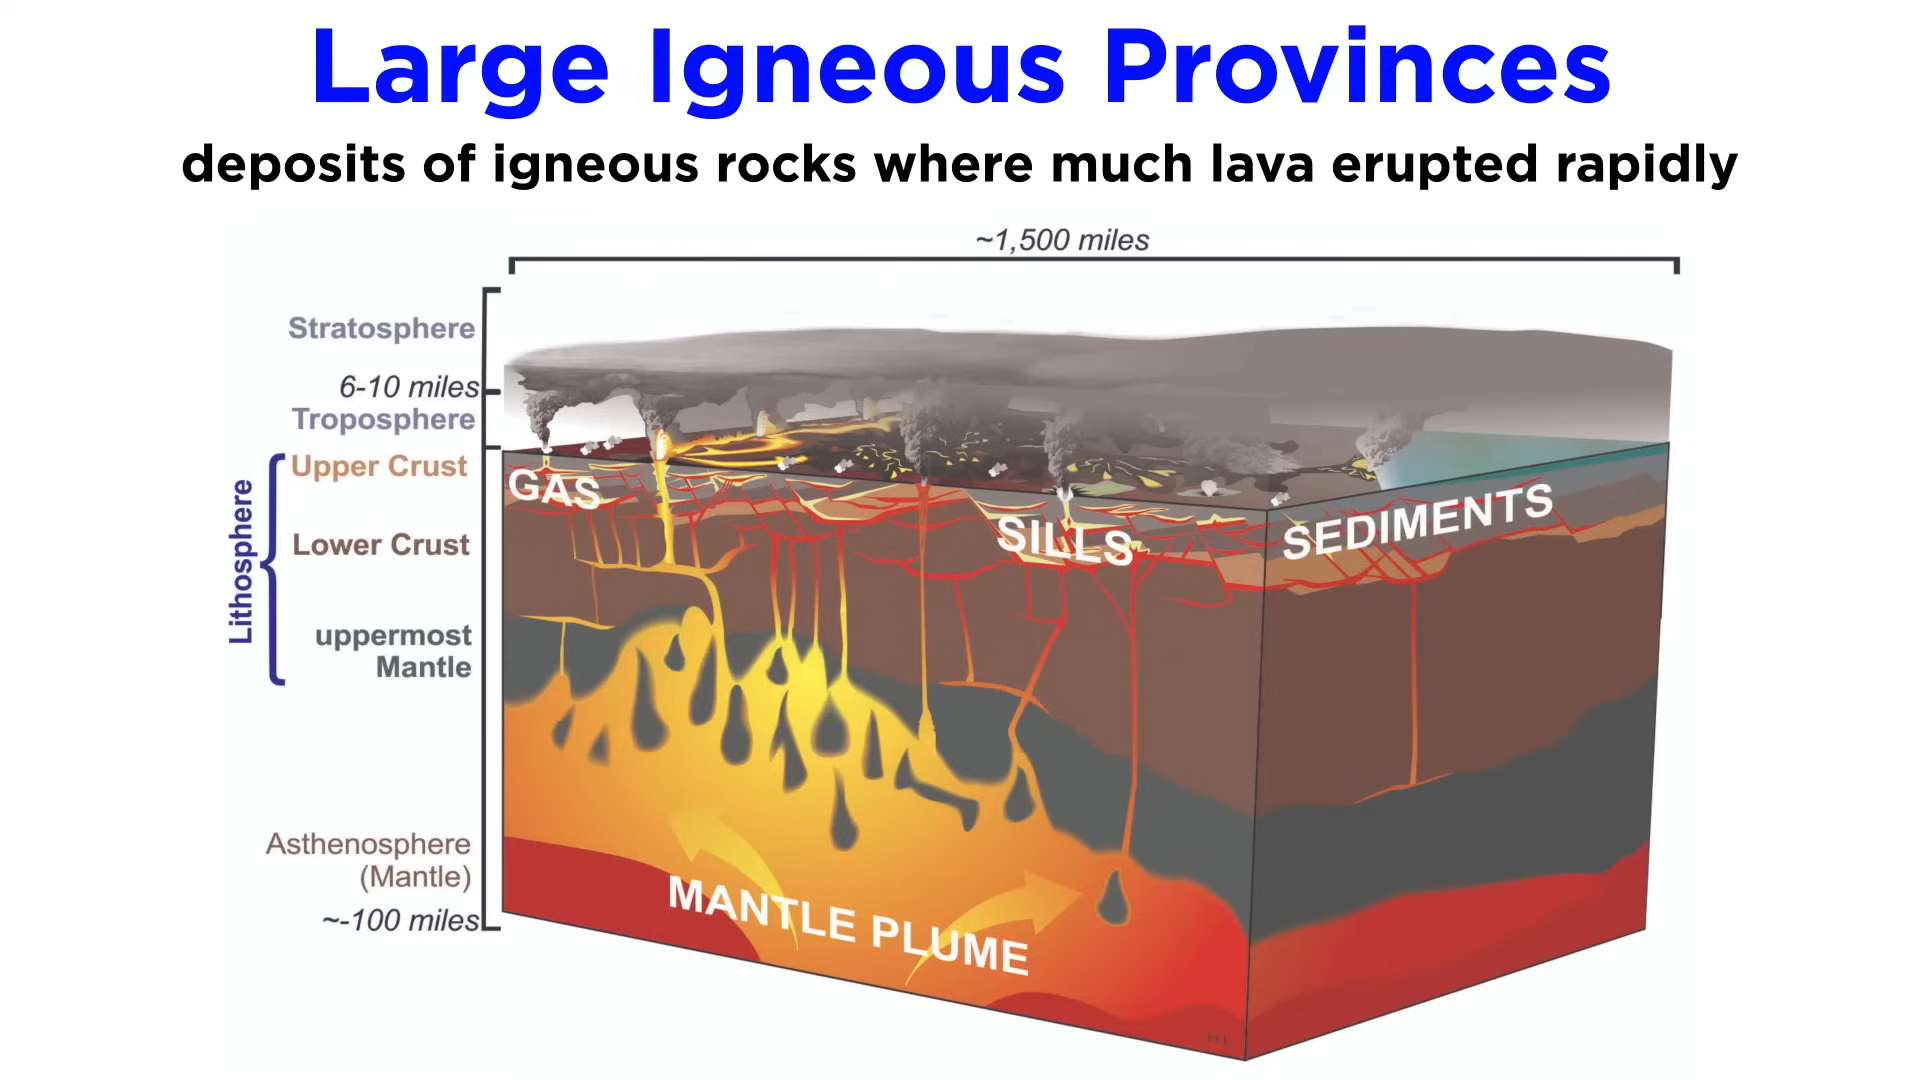 Large Igneous Provinces
deposits of igneous rocks where much lava erupted rapidly
~1,500 miles
Stratosphere
6-10 miles
Troposphere
Upper Crust
Lithosphere
Lower Crust
uppermost
Mantle
Asthenosphere
(Mantle)
~-100 miles
GAS
SILLS
SEDIMENTS
MANTLE PLUME
H L